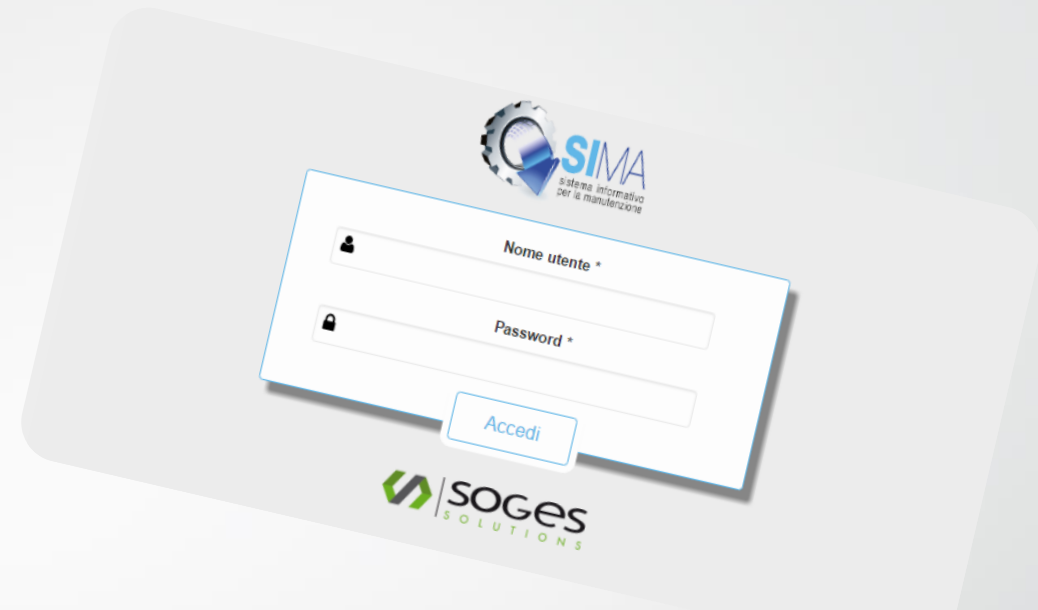 SIMA
sistema informativo
per la manutenzione
Nome utente *
Password *
Accedi
soges
SOLUTIONS